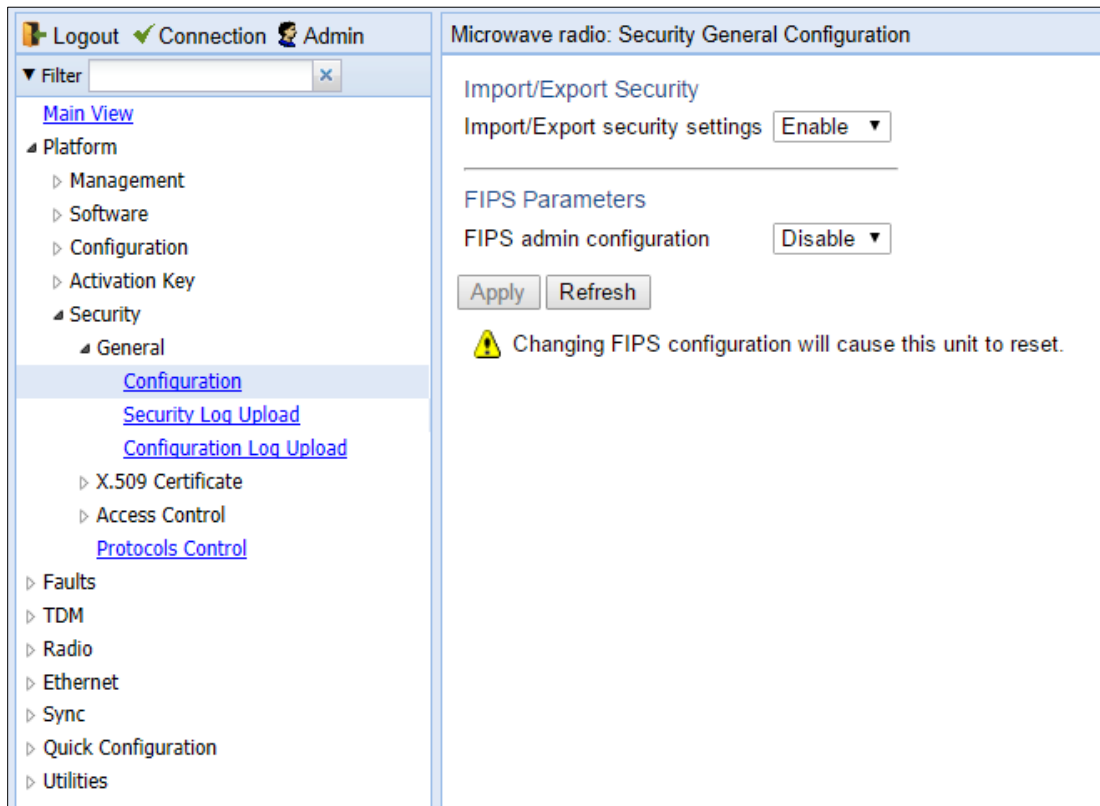 Logout Connection Admin
Filter
Main View
Platform
Management
Software
Configuration
Activation Key
Security
General
Configuration
Security Log Upload
Configuration Log Upload
X.509 Certificate
Access Control
Protocols Control
Faults
TDM
Radio
Ethernet
Sync
Quick Configuration
Utilities
Microwave radio: Security General Configuration
Import/Export Security
Import/Export security settings Enable
FIPS Parameters
FIPS admin configuration Disable
Apply Refresh
Changing FIPS configuration will cause this unit to reset.